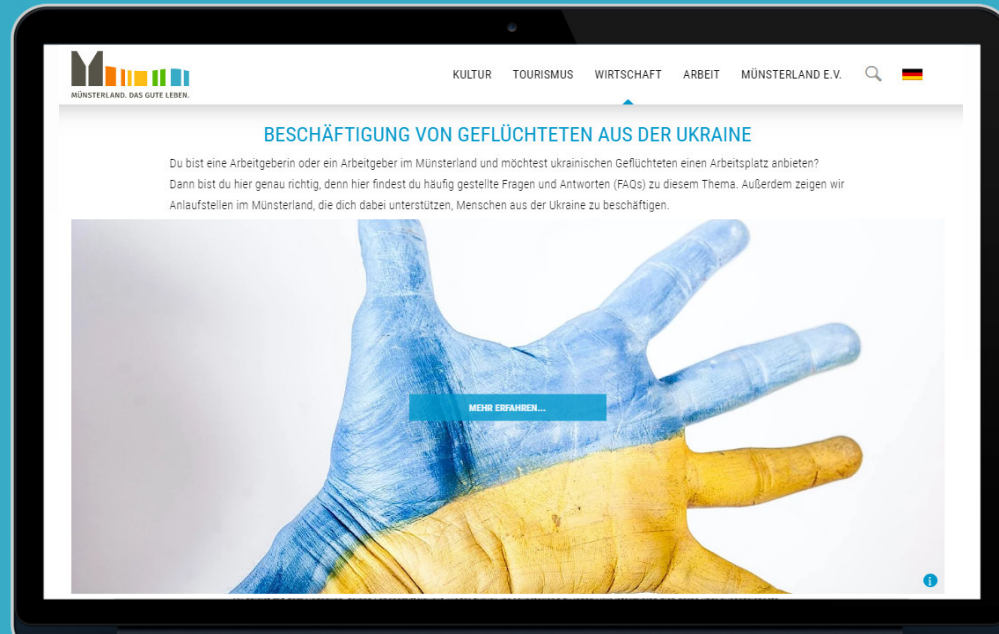 MÜNSTERLAND. DAS GUTE LEBEN.
KULTUR TOURISMUS WIRTSCHAFT ARBEIT MÜNSTERLAND E.V.
BESCHÄFTIGUNG VON GEFLÜCHTETEN AUS DER UKRAINE
Du bist eine Arbeitgeberin oder ein Arbeitgeber im Münsterland und möchtest ukrainischen Geflüchteten einen Arbeitsplatz anbieten?
Dann bist du hier genau richtig, denn hier findest du häufig gestellte Fragen und Antworten (FAQs) zu diesem Thema. Außerdem zeigen wir
Anlaufstellen im Münsterland, die dich dabei unterstützen, Menschen aus der Ukraine zu beschäftigen.
MEHR ERFAHREN...
i